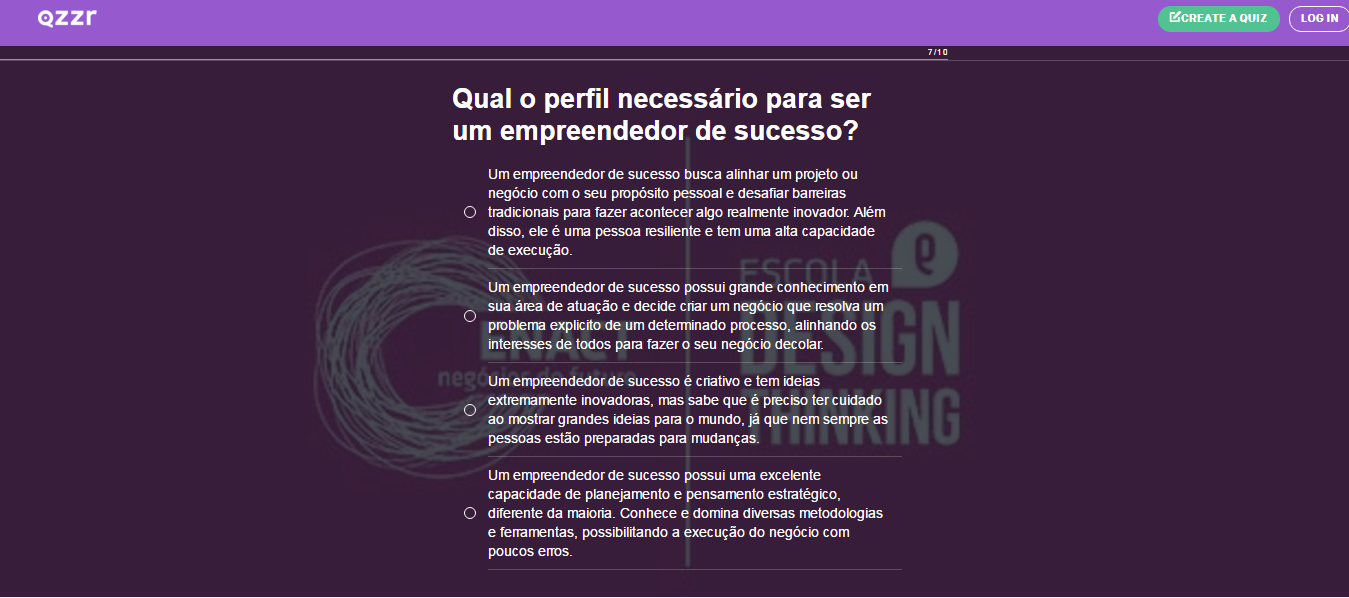 Qzzr
CREATE A QUIZ
LOG IN
7/10
Qual o perfil necessário para ser
um empreendedor de sucesso?
Um empreendedor de sucesso busca alinhar um projeto ou
negócio com o seu propósito pessoal e desafiar barreiras
tradicionais para fazer acontecer algo realmente inovador. Além
disso, ele é uma pessoa resiliente e tem uma alta capacidade
de execução.
Um empreendedor de sucesso possui grande conhecimento em
sua área de atuação e decide criar um negócio que resolva um
problema explicito de um determinado processo, alinhando os
interesses de todos para fazer o seu negócio decolar.
Um empreendedor de sucesso é criativo e tem ideias
extremamente inovadoras, mas sabe que é preciso ter cuidado
ao mostrar grandes ideias para o mundo, já que nem sempre as
pessoas estão preparadas para mudanças.
Um empreendedor de sucesso possui uma excelente
capacidade de planejamento e pensamento estratégico,
diferente da maioria. Conhece e domina diversas metodologias
e ferramentas, possibilitando a execução do negócio com
poucos erros.
ENACT
negócios do futuro
ESCOLA
DESIGN
THINKING